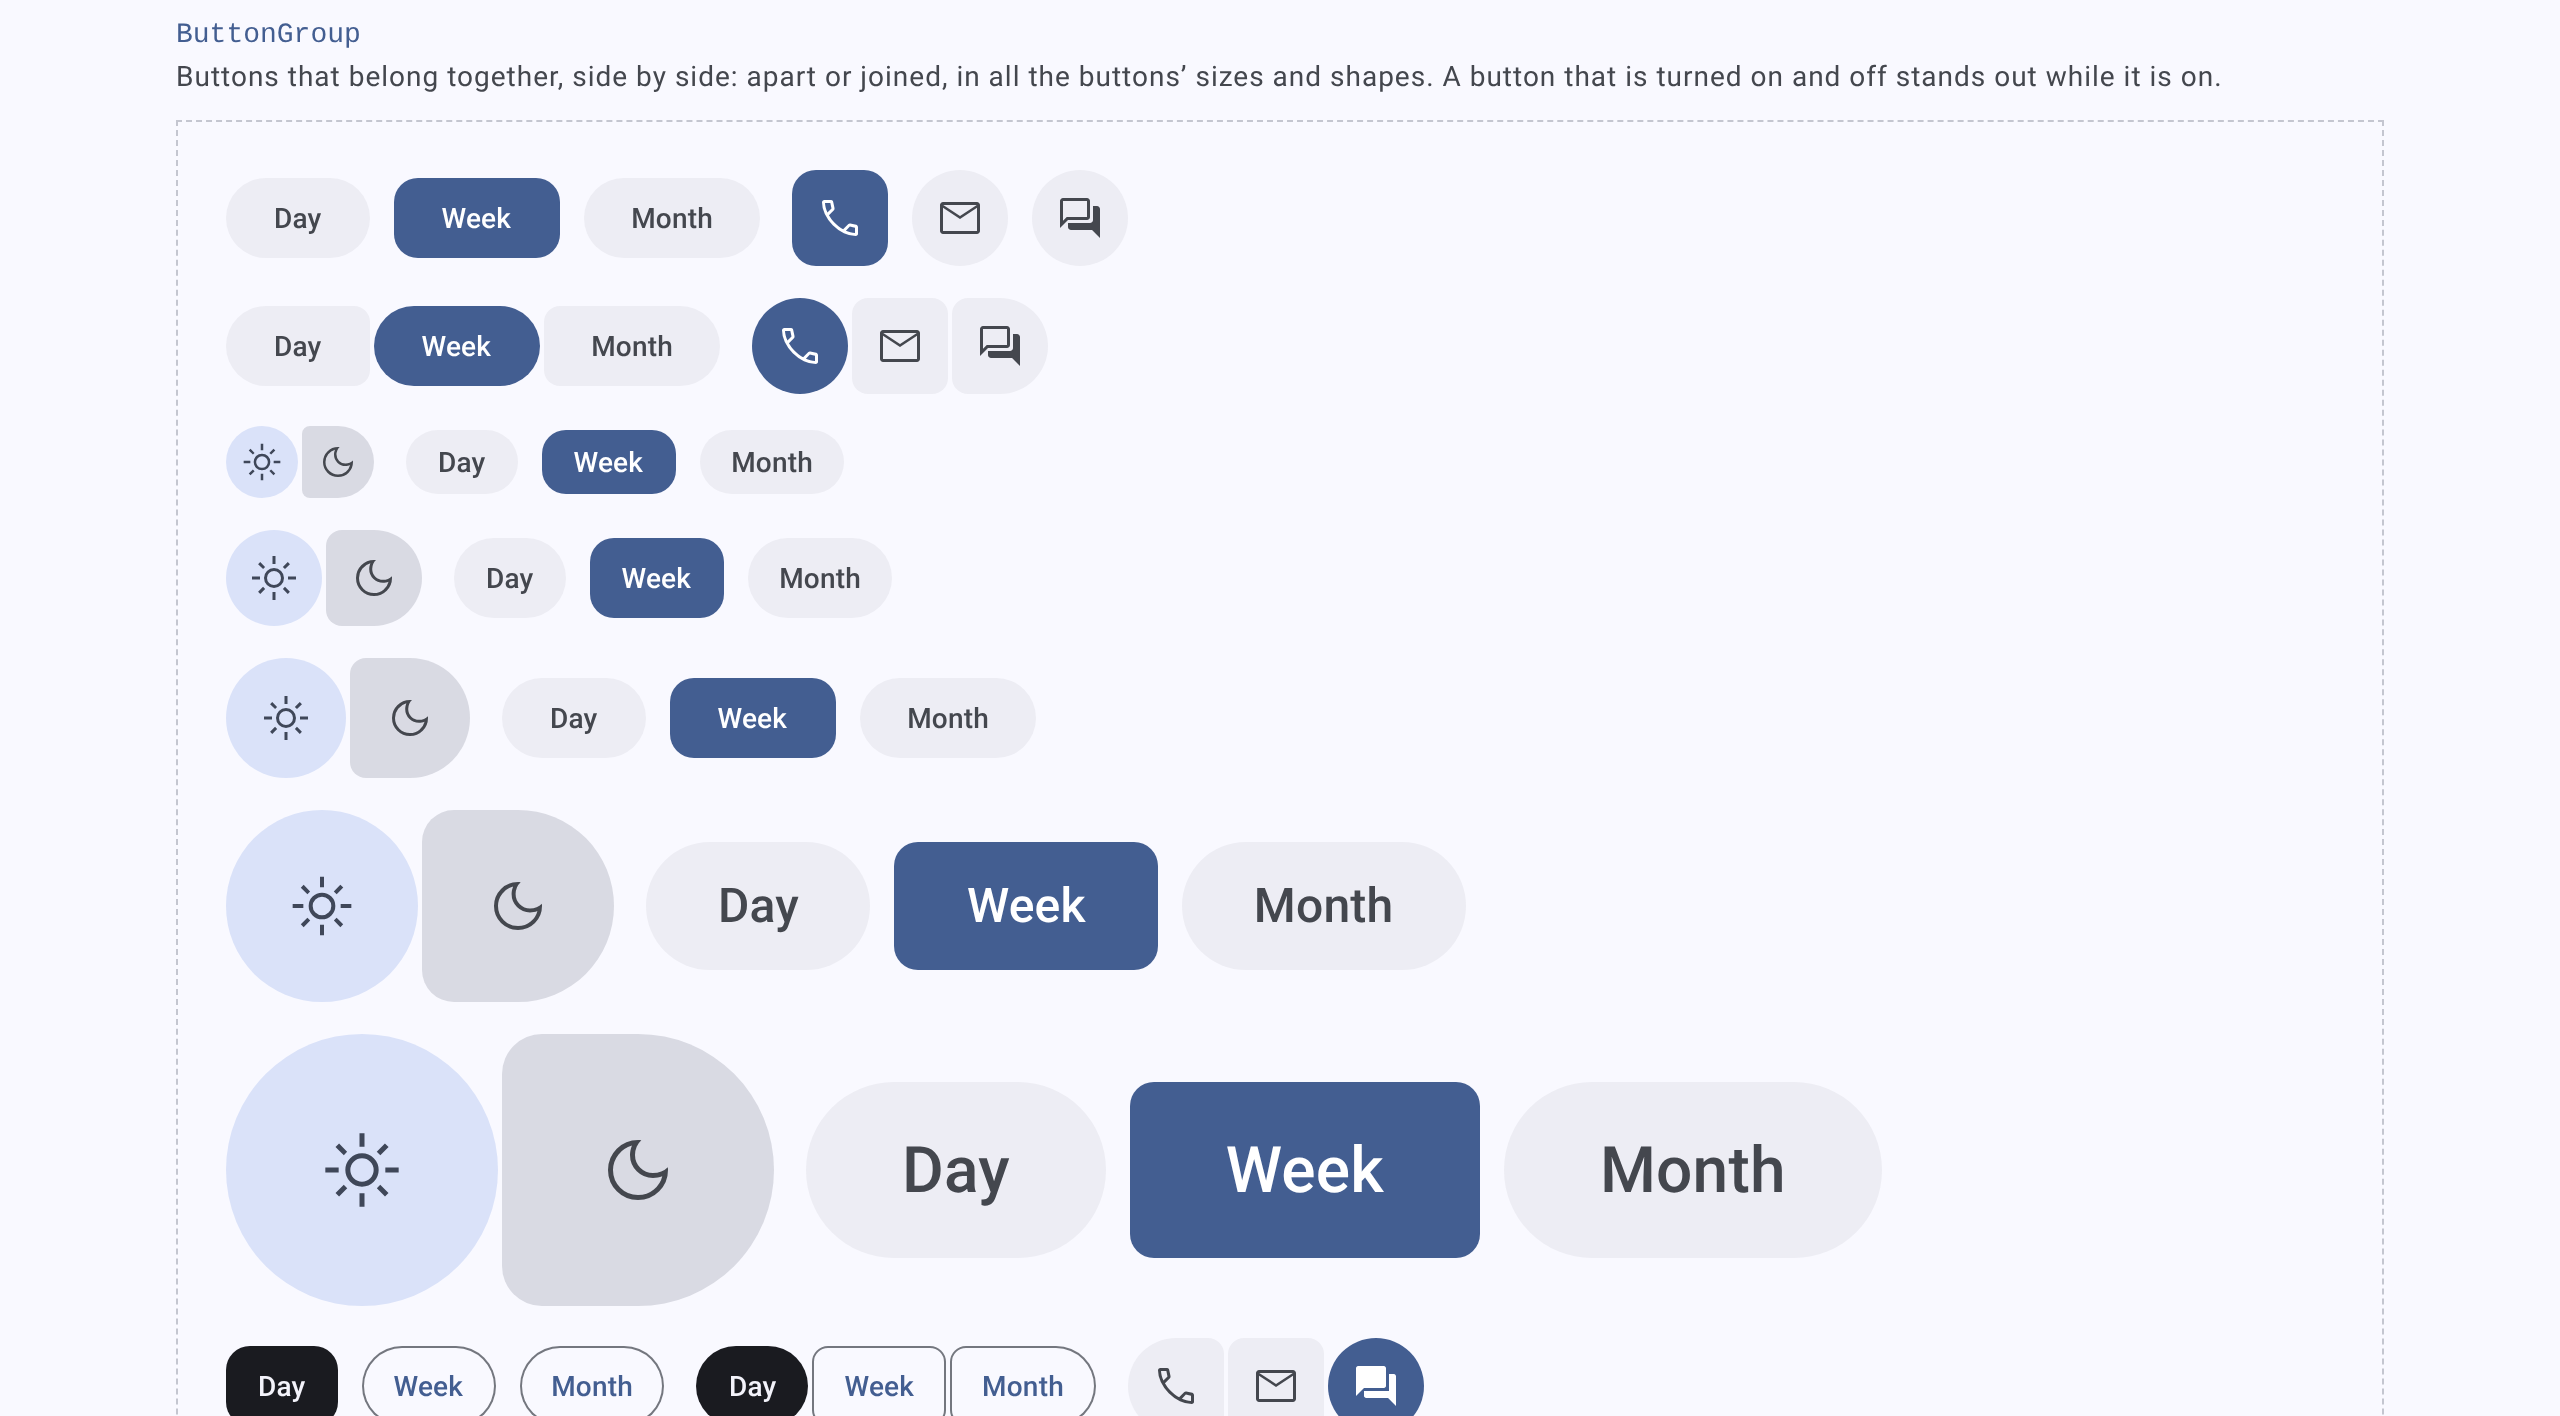 ButtonGroup
Buttons that belong together, side by side: apart or joined, in all the buttons’ sizes and shapes. A button that is turned on and off stands out while it is on.
Day Week Month
Day Week Month
Day Week Month
Day Week Month
Day Week Month
Day Week Month
Day Week Month
Day Week Month Day Week Month